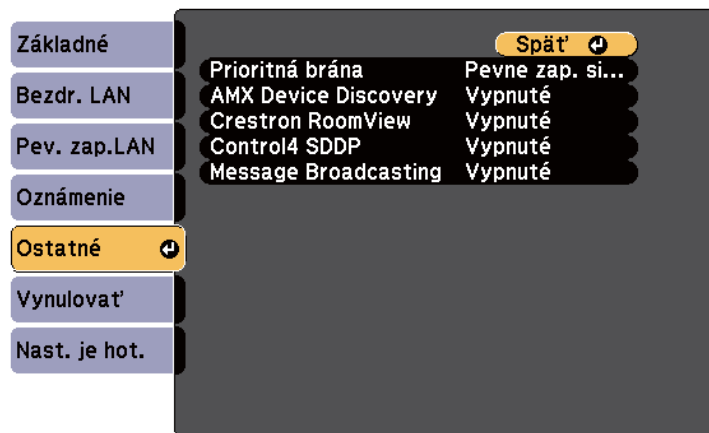 Základné
Bezdr. LAN
Pev. zap.LAN
Oznámenie
Ostatné
Vynulovať
Nast. je hot.
Späť
Prioritná brána Pevne zap. si...
AMX Device Discovery Vypnuté
Crestron RoomView Vypnuté
Control4 SDDP Vypnuté
Message Broadcasting Vypnuté